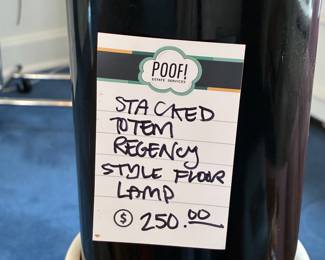 POOF!
ESTATE SERVICES
STACKED
TOTEM
REGENCY
STYLE FLOOR
LAMP
$ 250.00